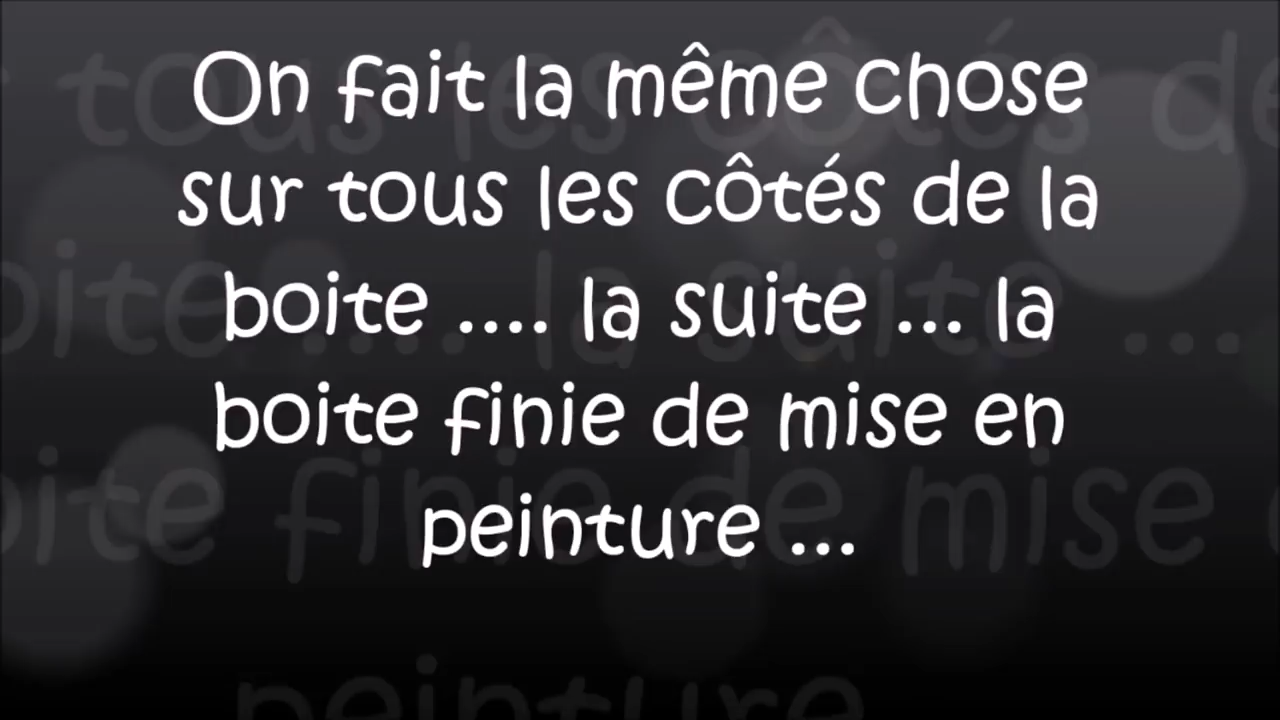 On fait la même chose
sur tous les côtés de la
boite .... la suite ... la
boite finie de mise en
peinture ...